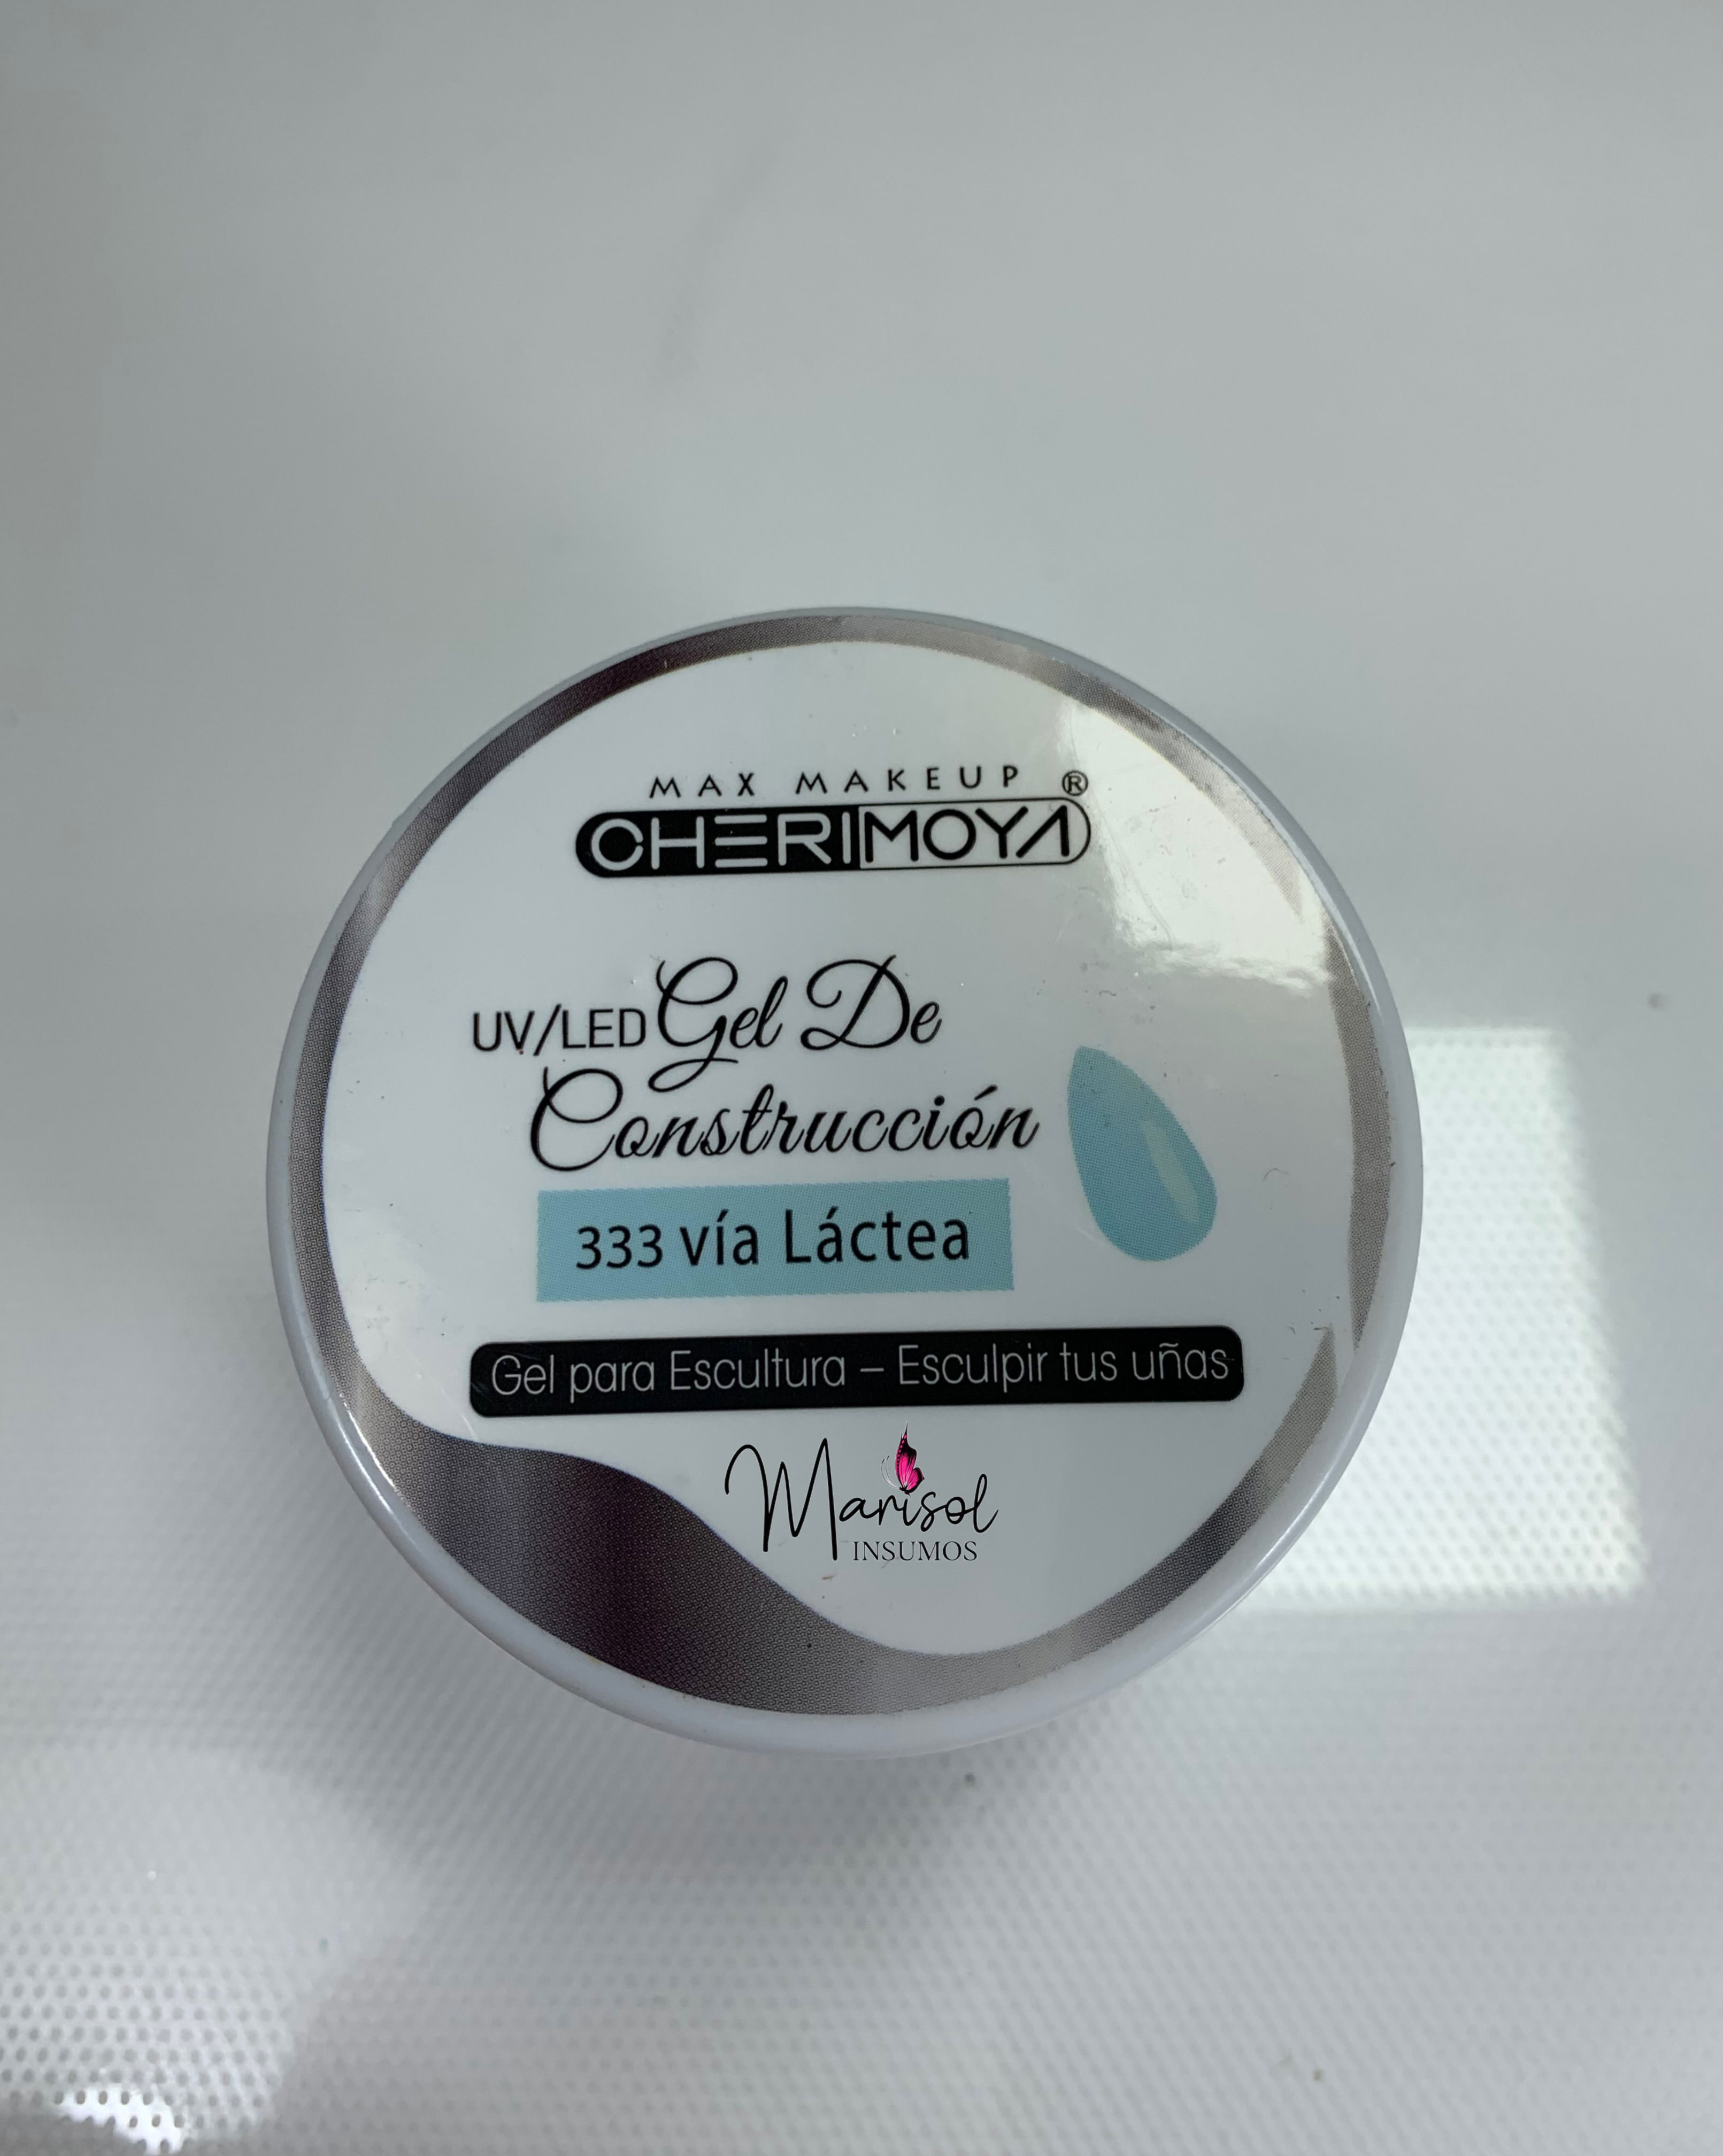 MAX MAKEUP ®
CHERIMOYA
UV/LED Gel De
Construcción
333 vía Láctea
Gel para Escultura – Esculpir tus uñas
Marisol
INSUMOS